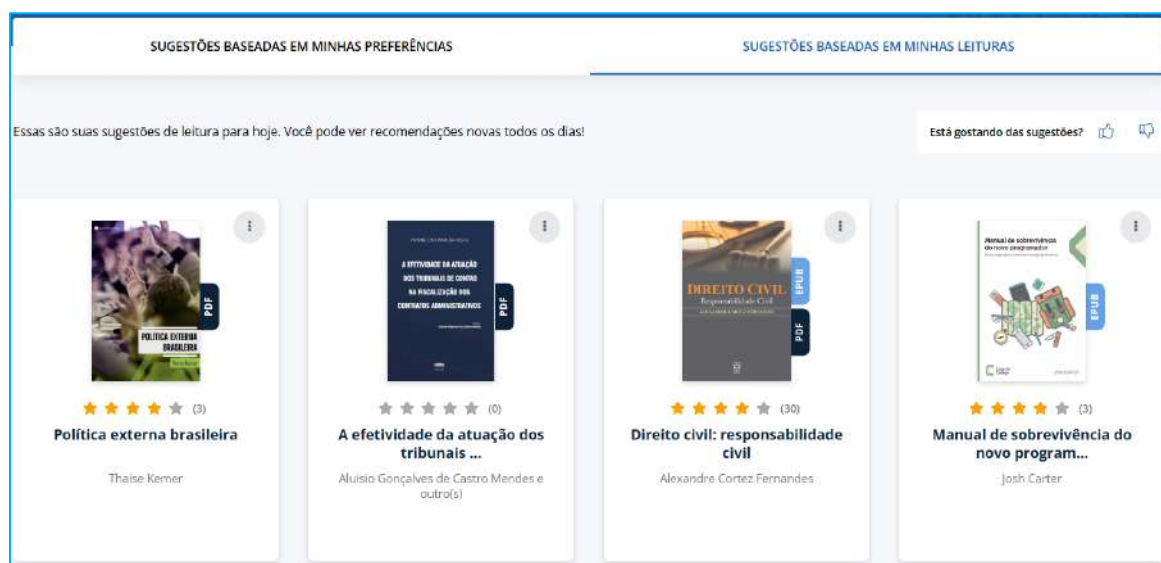 SUGESTÕES BASEADAS EM MINHAS PREFERÊNCIAS
SUGESTÕES BASEADAS EM MINHAS LEITURAS
Essas são suas sugestões de leitura para hoje. Você pode ver recomendações novas todos os dias!
Está gostando das sugestões?
POLÍTICA EXTERNA
BRASILEIRA
PDF
A EFETIVIDADE DA ATUAÇÃO
DOS TRIBUNAIS DE CONTAS
NA FISCALIZAÇÃO DOS
CONTRATOS ADMINISTRATIVOS
PDF
DIREITO CIVIL
Responsabilidade Civil
EPUB
PDF
Manual de sobrevivência
do novo programador
EPUB
(3)
Política externa brasileira
Thaise Kemer
(0)
A efetividade da atuação dos
tribunais ...
Aluisio Gonçalves de Castro Mendes e
outro(s)
(30)
Direito civil: responsabilidade
civil
Alexandre Cortez Fernandes
(3)
Manual de sobrevivência do
novo program...
Josh Carter